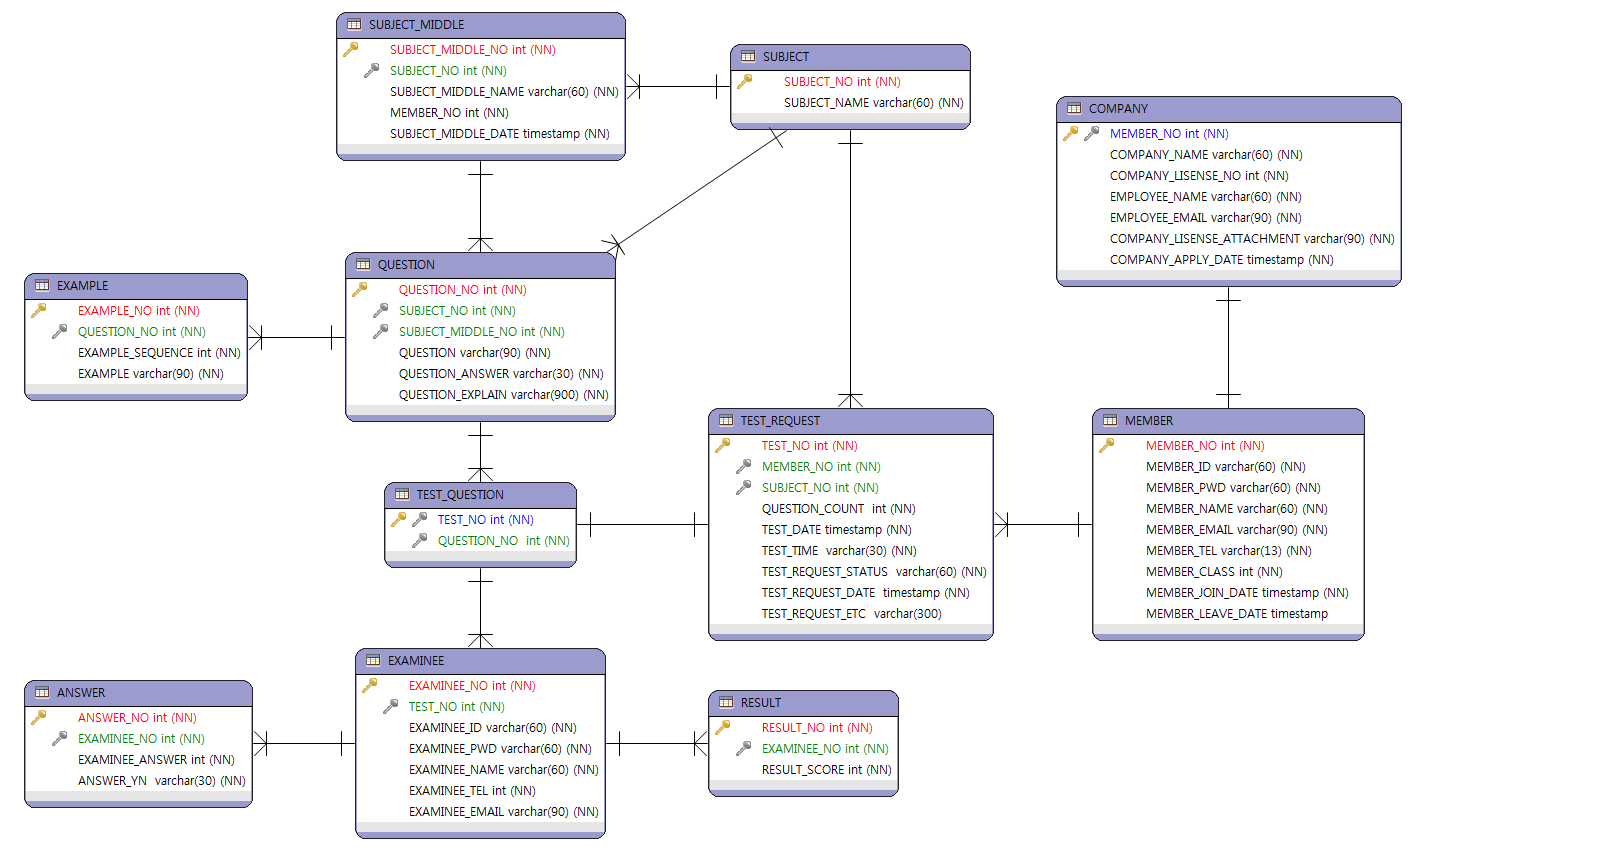 SUBJECT_MIDDLE
SUBJECT_MIDDLE_NO int (NN)
SUBJECT_NO int (NN)
SUBJECT_MIDDLE_NAME varchar(60) (NN)
MEMBER_NO int (NN)
SUBJECT_MIDDLE_DATE timestamp (NN)
SUBJECT
SUBJECT_NO int (NN)
SUBJECT_NAME varchar(60) (NN)
COMPANY
MEMBER_NO int (NN)
COMPANY_NAME varchar(60) (NN)
COMPANY_LISENSE_NO int (NN)
EMPLOYEE_NAME varchar(60) (NN)
EMPLOYEE_EMAIL varchar(90) (NN)
COMPANY_LISENSE_ATTACHMENT varchar(90) (NN)
COMPANY_APPLY_DATE timestamp (NN)
EXAMPLE
EXAMPLE_NO int (NN)
QUESTION_NO int (NN)
EXAMPLE_SEQUENCE int (NN)
EXAMPLE varchar(90) (NN)
QUESTION
QUESTION_NO int (NN)
SUBJECT_NO int (NN)
SUBJECT_MIDDLE_NO int (NN)
QUESTION varchar(90) (NN)
QUESTION_ANSWER varchar(30) (NN)
QUESTION_EXPLAIN varchar(900) (NN)
TEST_QUESTION
TEST_NO int (NN)
QUESTION_NO  int (NN)
TEST_REQUEST
TEST_NO int (NN)
MEMBER_NO int (NN)
SUBJECT_NO int (NN)
QUESTION_COUNT  int (NN)
TEST_DATE timestamp (NN)
TEST_TIME  varchar(30) (NN)
TEST_REQUEST_STATUS  varchar(60) (NN)
TEST_REQUEST_DATE  timestamp (NN)
TEST_REQUEST_ETC  varchar(300)
MEMBER
MEMBER_NO int (NN)
MEMBER_ID varchar(60) (NN)
MEMBER_PWD varchar(60) (NN)
MEMBER_NAME varchar(60) (NN)
MEMBER_EMAIL varchar(90) (NN)
MEMBER_TEL varchar(13) (NN)
MEMBER_CLASS int (NN)
MEMBER_JOIN_DATE timestamp (NN)
MEMBER_LEAVE_DATE timestamp
ANSWER
ANSWER_NO int (NN)
EXAMINEE_NO int (NN)
EXAMINEE_ANSWER int (NN)
ANSWER_YN  varchar(30) (NN)
EXAMINEE
EXAMINEE_NO int (NN)
TEST_NO int (NN)
EXAMINEE_ID varchar(60) (NN)
EXAMINEE_PWD varchar(60) (NN)
EXAMINEE_NAME varchar(60) (NN)
EXAMINEE_TEL int (NN)
EXAMINEE_EMAIL varchar(90) (NN)
RESULT
RESULT_NO int (NN)
EXAMINEE_NO int (NN)
RESULT_SCORE int (NN)